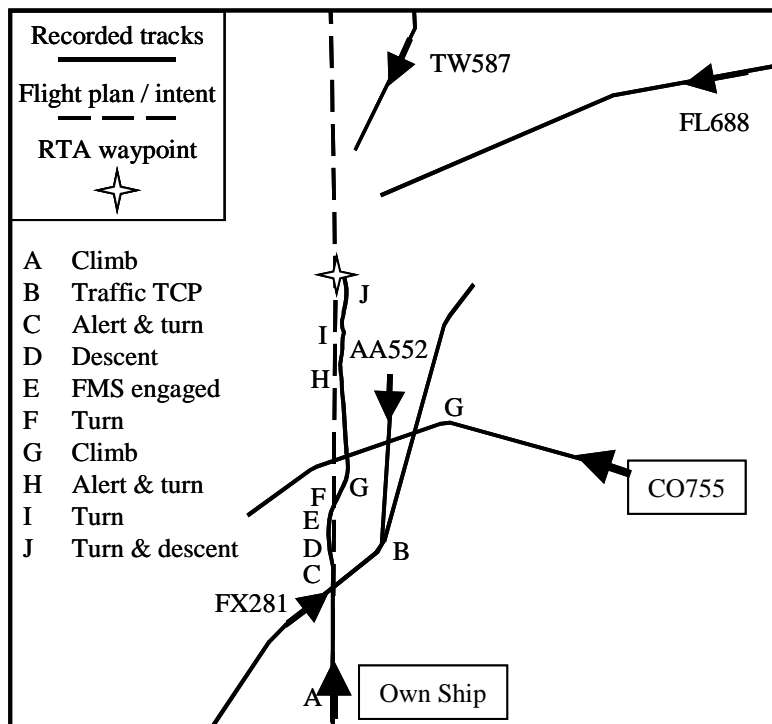 Recorded tracks
Flight plan / intent
RTA waypoint
A Climb
B Traffic TCP
C Alert & turn
D Descent
E FMS engaged
F Turn
G Climb
H Alert & turn
I Turn
J Turn & descent
TW587
FL688
J
I
AA552
H
G
CO755
G
F
E
D
B
C
FX281
A
Own Ship